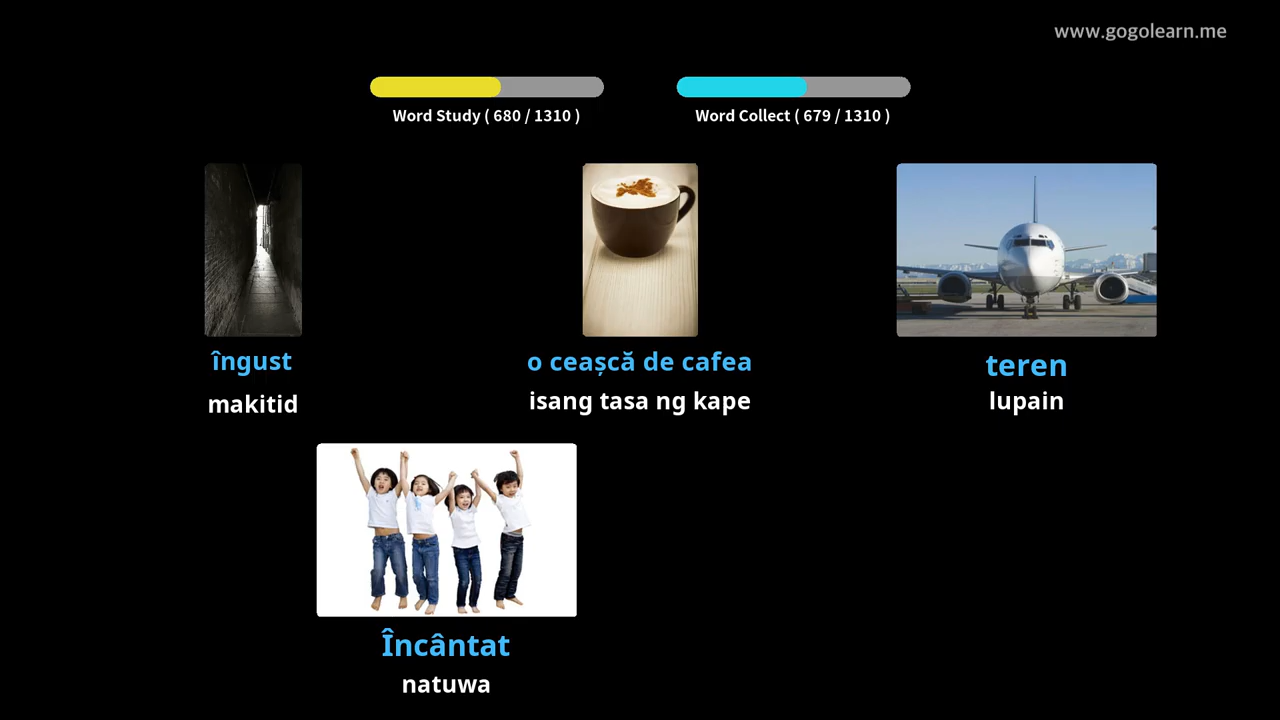 www.gogolearn.me
Word Study ( 680 / 1310 )
Word Collect ( 679 / 1310 )
îngust
makitid
o ceașcă de cafea
isang tasa ng kape
teren
lupain
Încântat
natuwa